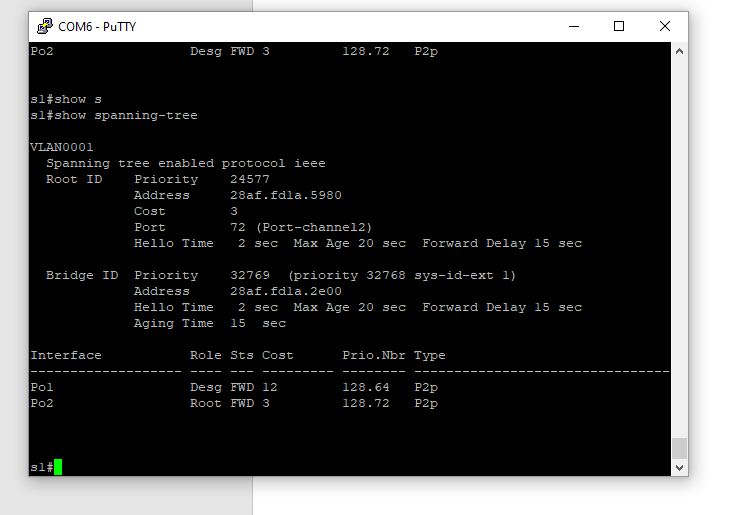 COM6 - PuTTY
Po2                 Desg FWD 3         128.72   P2p
s1#show s
s1#show spanning-tree
VLAN0001
  Spanning tree enabled protocol ieee
  Root ID    Priority    24577
             Address     28af.fd1a.5980
             Cost        3
             Port        72 (Port-channel2)
             Hello Time   2 sec  Max Age 20 sec  Forward Delay 15 sec
  Bridge ID  Priority    32769  (priority 32768 sys-id-ext 1)
             Address     28af.fd1a.2e00
             Hello Time   2 sec  Max Age 20 sec  Forward Delay 15 sec
             Aging Time  15  sec
Interface           Role Sts Cost      Prio.Nbr Type
------------------- ---- --- --------- -------- --------------------------------
Po1                 Desg FWD 12        128.64   P2p
Po2                 Root FWD 3         128.72   P2p
s1#